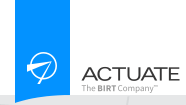 ACTUATE
The BIRT Company™